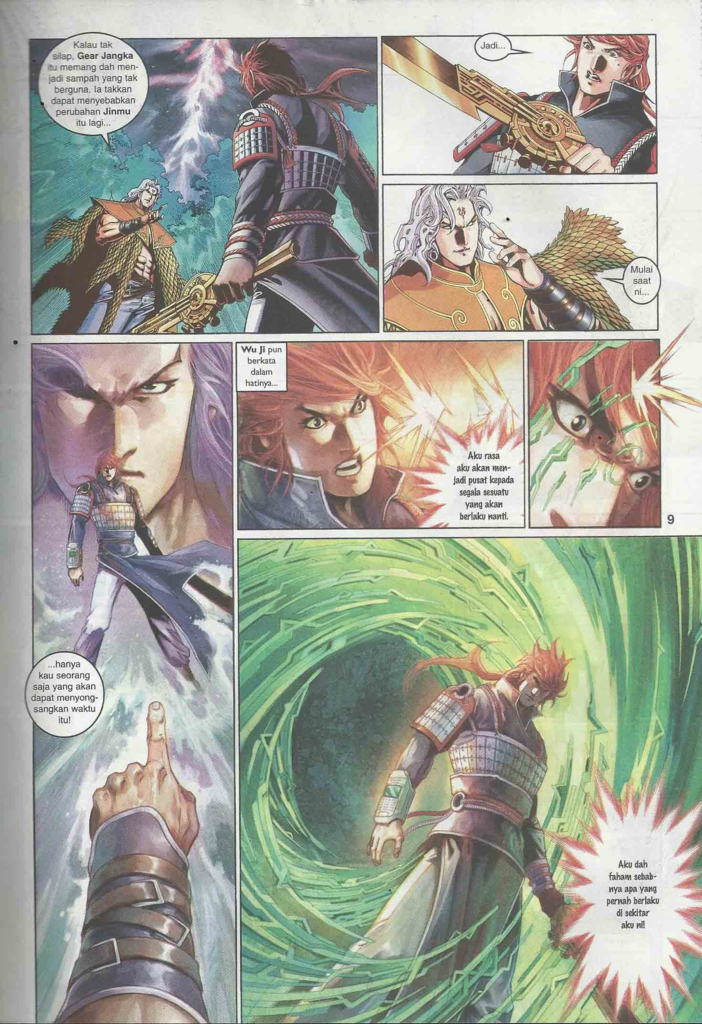 Kalau tak
silap, Gear Jangka
itu memang dah men-
jadi sampah yang tak
berguna. Ia takkan
dapat menyebabkan
perubahan Jinmu
itu lagi...
Jadi...
Mulai
saat
ni...
...hanya
kau seorang
saja yang akan
dapat menyong-
sangkan waktu
itu!
Wu Ji pun
berkata
dalam
hatinya...
Aku rasa
aku akan men-
jadi pusat kepada
segala sesuatu
yang akan
berlaku nanti.
9
Aku dah
faham sebab-
nya apa yang
pernah berlaku
di sekitar
aku ni!